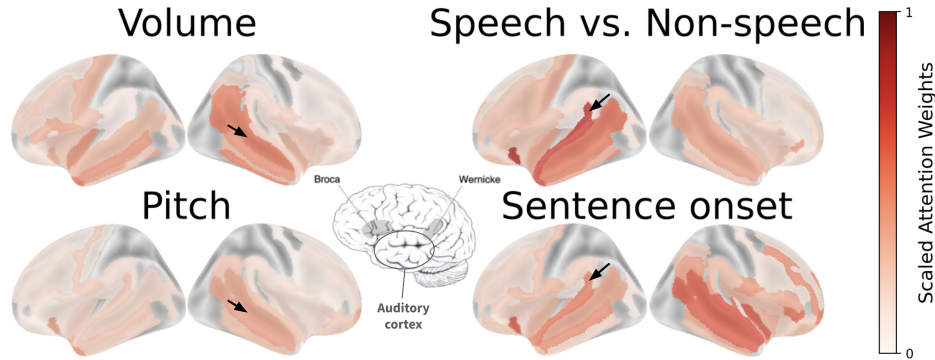 Volume
Speech vs. Non-speech
Pitch
Sentence onset
Broca
Wernicke
Auditory
cortex
1
Scaled Attention Weights
0